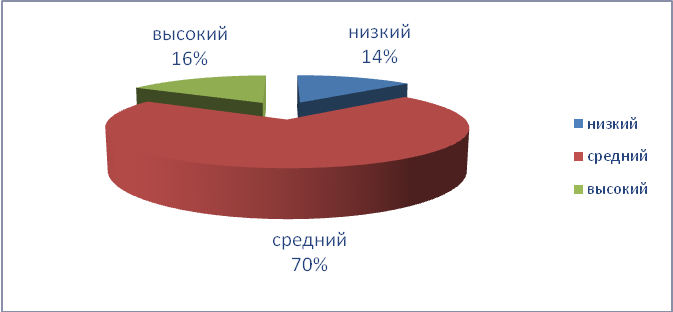 высокий
16%
низкий
14%
средний
70%
низкий
средний
высокий